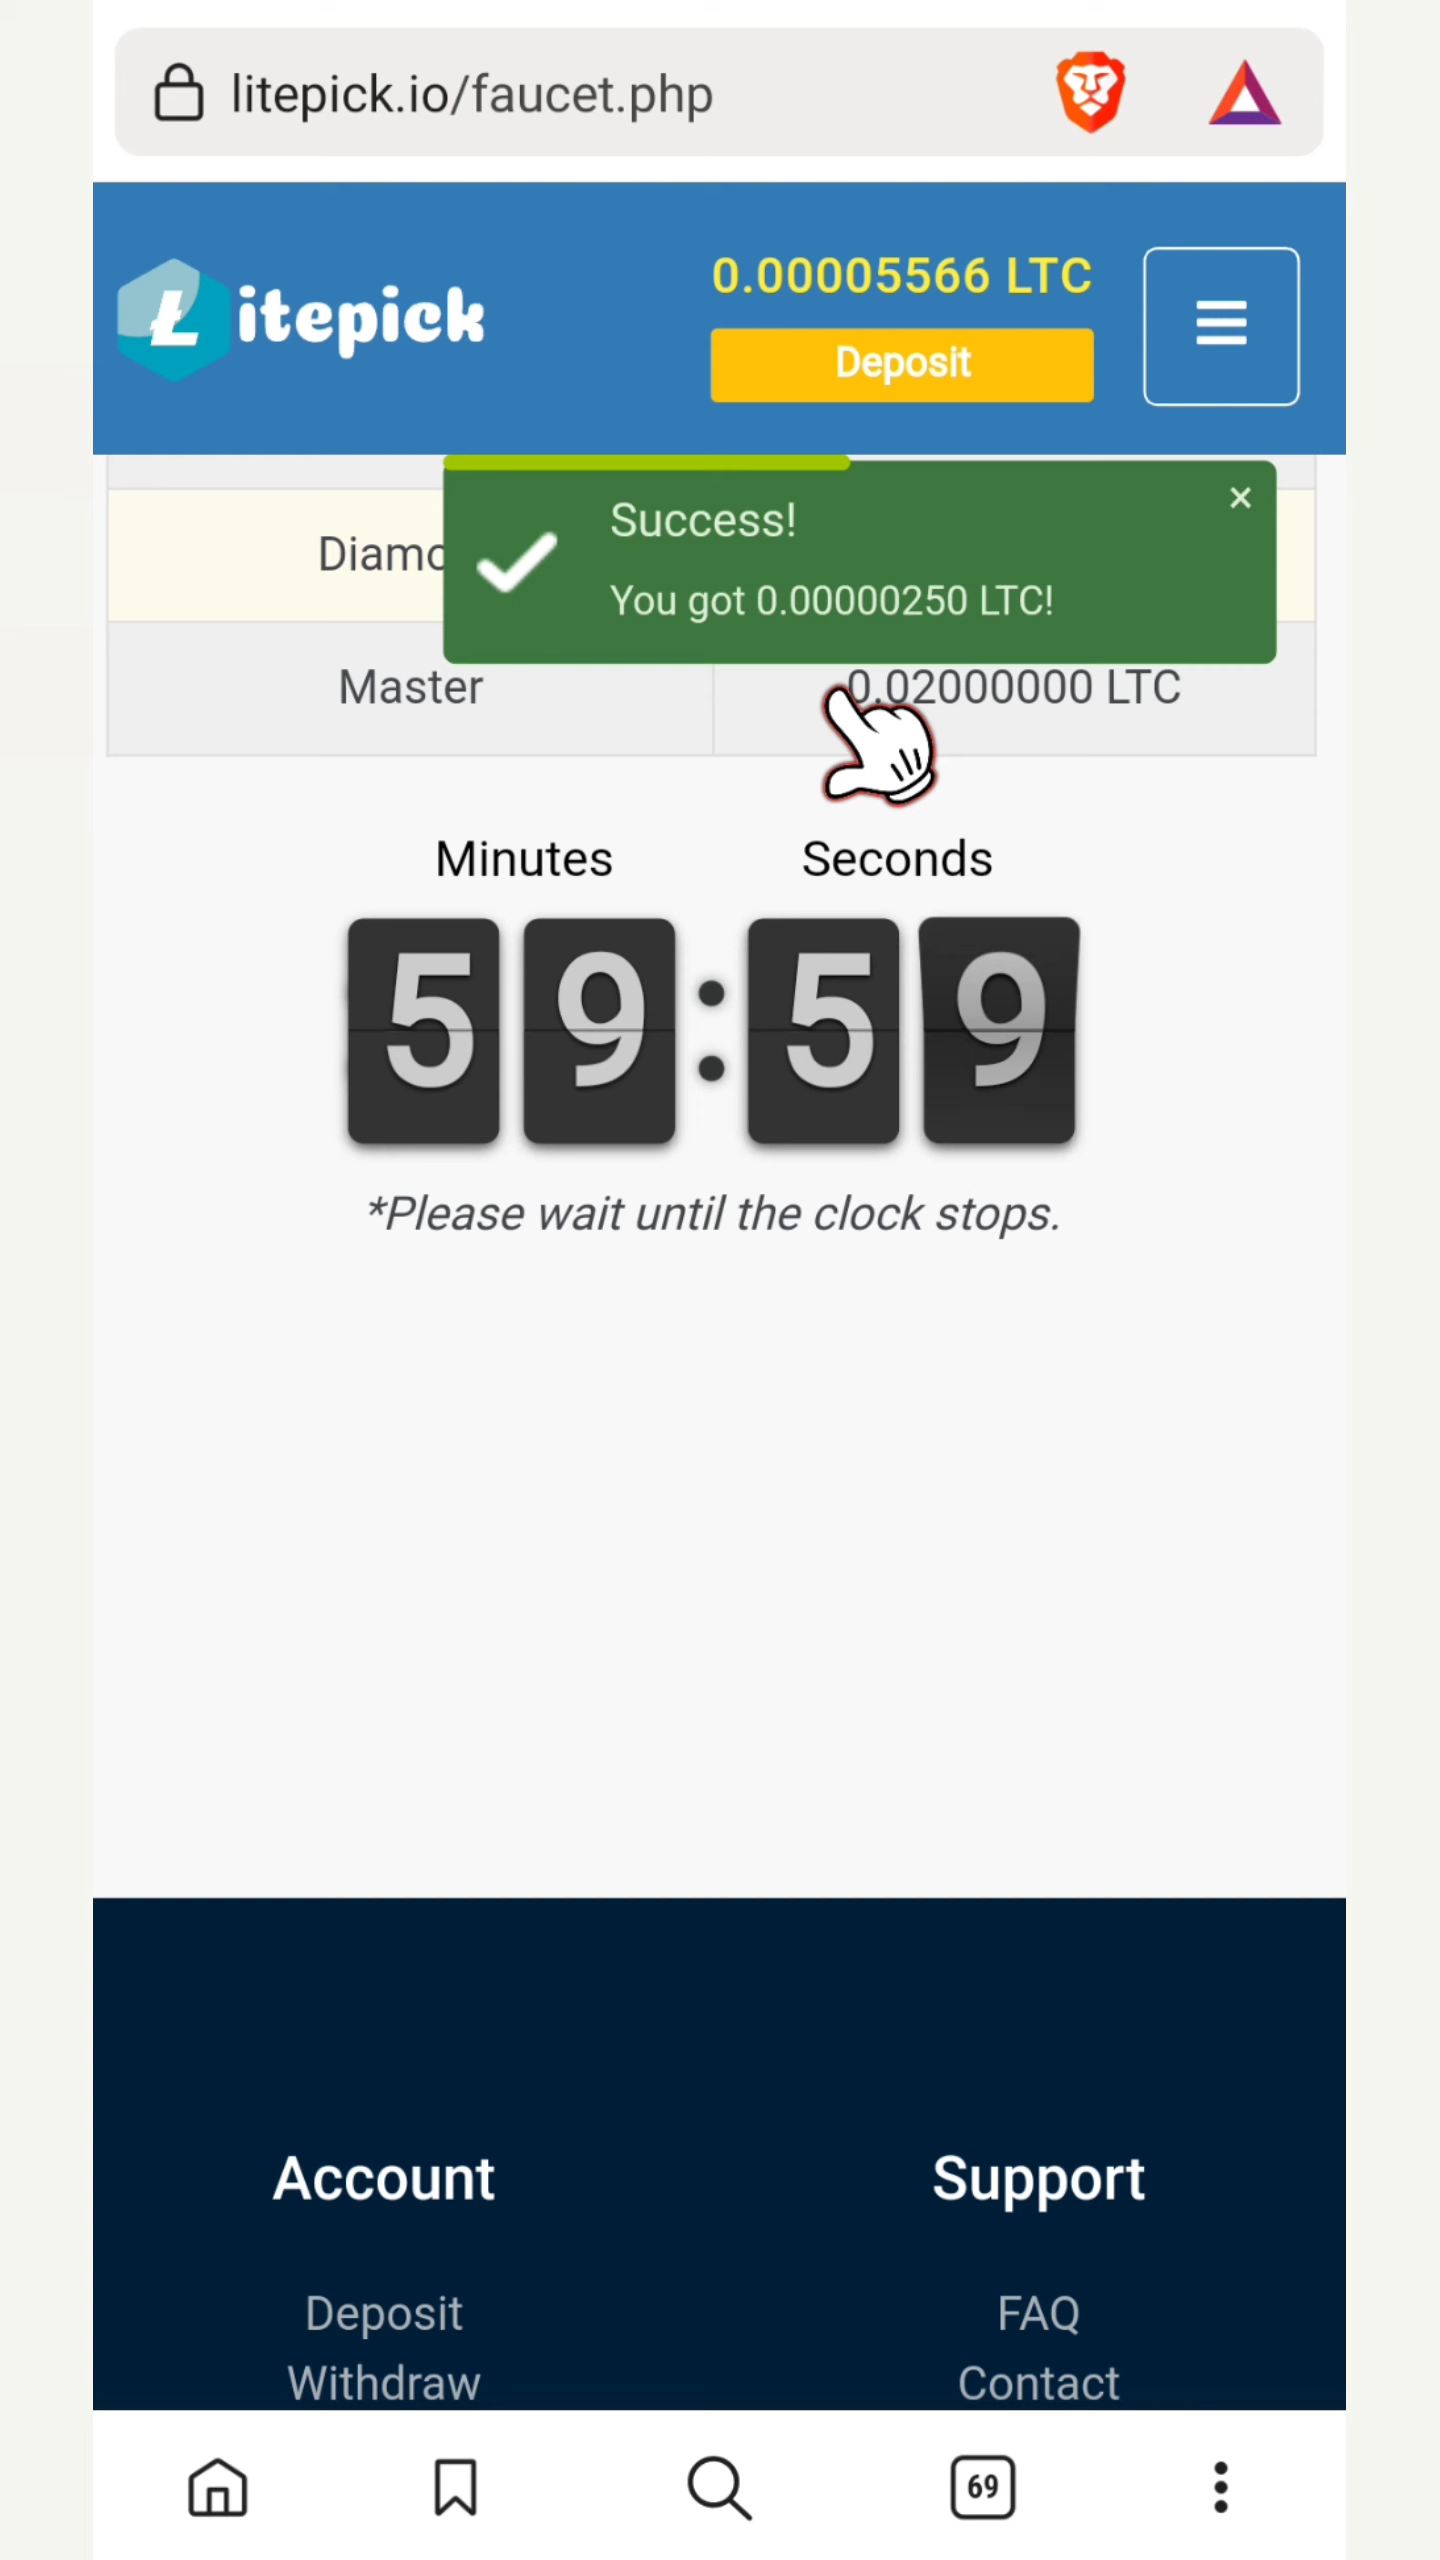 litepick.io/faucet.php
Litepick
0.00005566 LTC
Deposit
Success!
You got 0.00000250 LTC!
Diamo
Master
0.02000000 LTC
Minutes
Seconds
59:59
*Please wait until the clock stops.
Account
Support
Deposit
FAQ
Withdraw
Contact
69